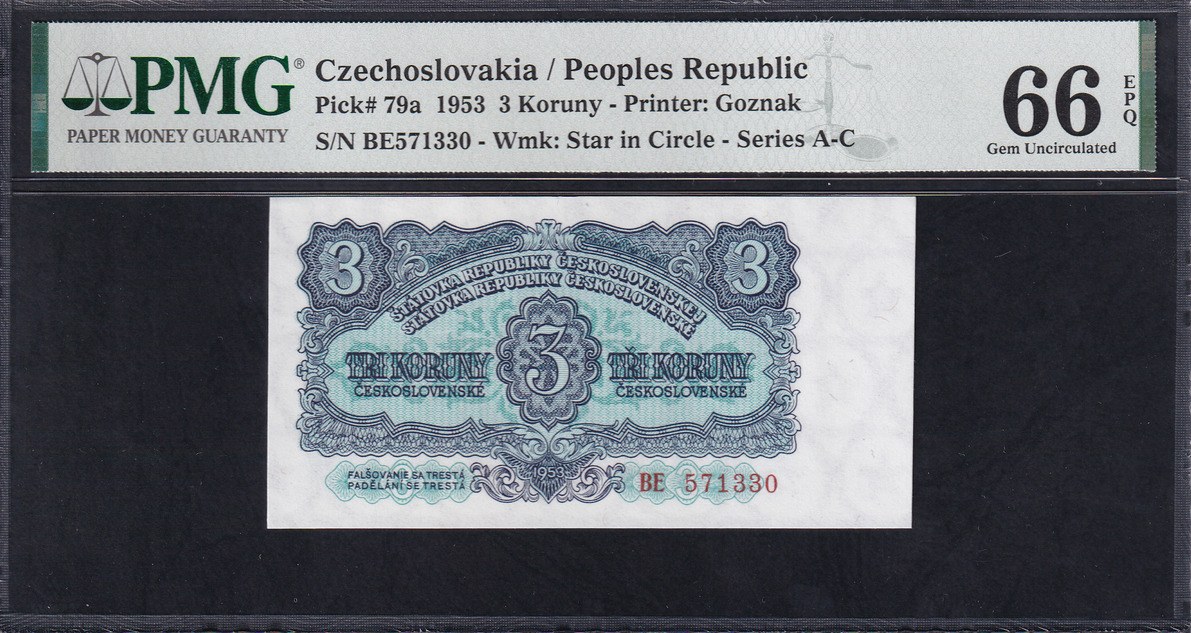 PMG®
PAPER MONEY GUARANTY
Czechoslovakia / Peoples Republic
Pick# 79a 1953 3 Koruny - Printer: Goznak
S/N BE571330 - Wmk: Star in Circle - Series A-C
66 EPQ
Gem Uncirculated
3 3
STÁTOVKA REPUBLIKY ČESKOSLOVENSKEJ
STÁTOVKA REPUBLIKY ČESKOSLOVENSKÉ
TRI KORUNY 3 TŘI KORUNY
ČESKOSLOVENSKÉ ČESKOSLOVENSKÉ
FALŠOVANIE SA TRESTÁ
PADĚLÁNÍ SE TRESTÁ
1953
BE 571330